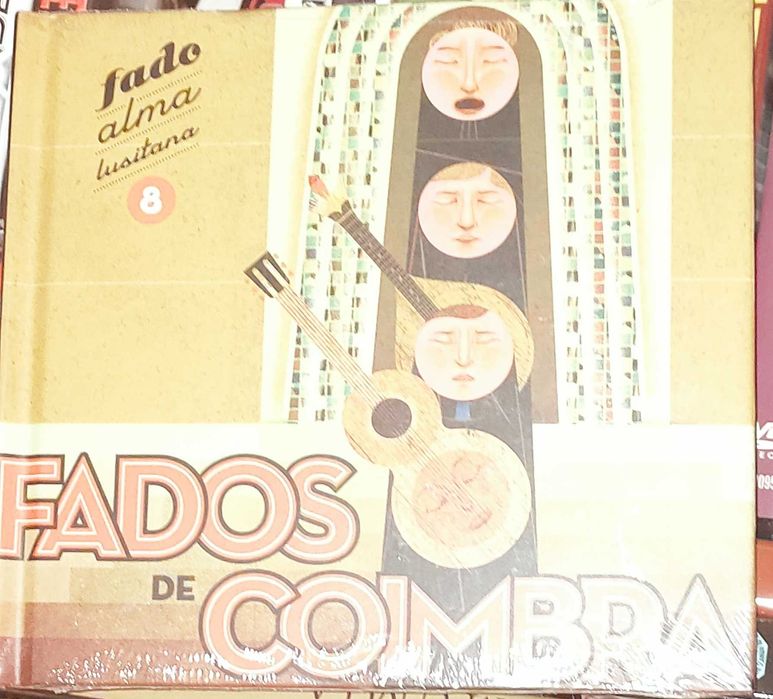 fado
alma
lusitana
8
FADOS
DE
COIMBRA